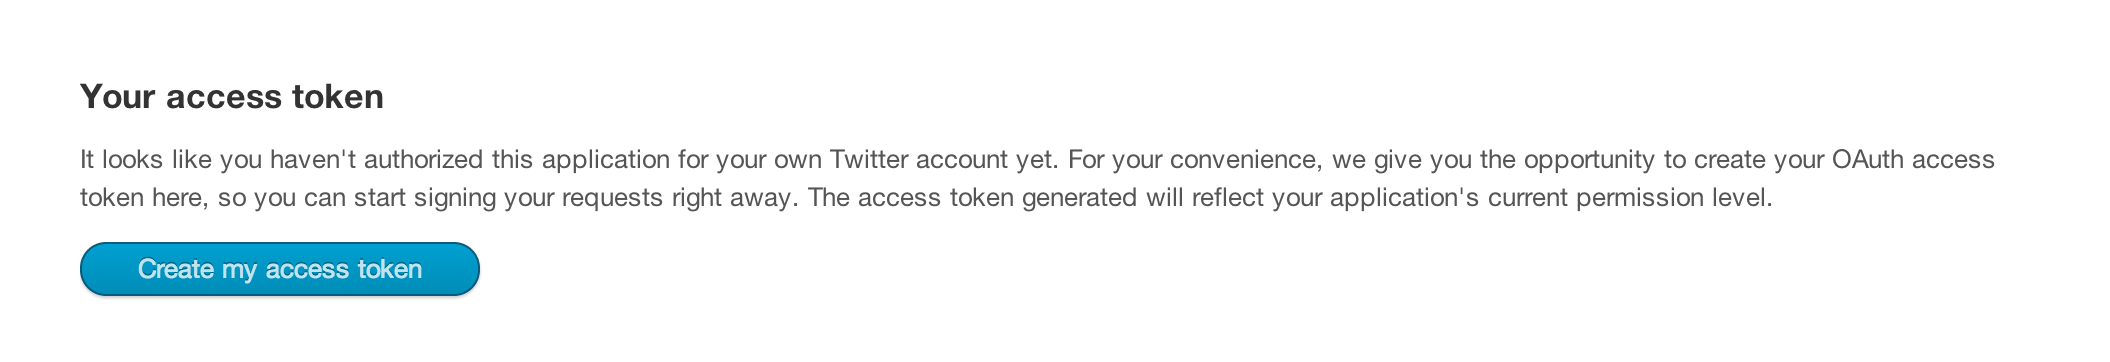 Your access token
It looks like you haven't authorized this application for your own Twitter account yet. For your convenience, we give you the opportunity to create your OAuth access
token here, so you can start signing your requests right away. The access token generated will reflect your application's current permission level.
Create my access token